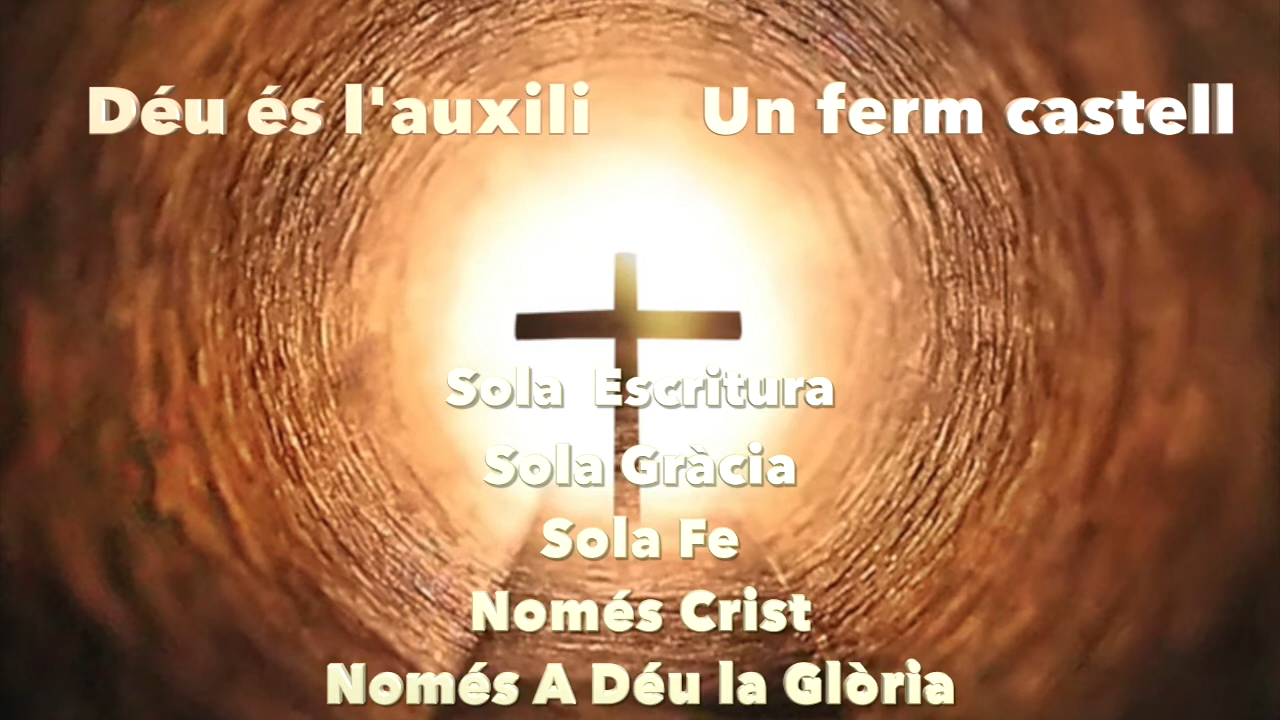 Déu és l'auxili Un ferm castell
Sola Escritura
Sola Gràcia
Sola Fe
Només Crist
Només A Déu la Glòria